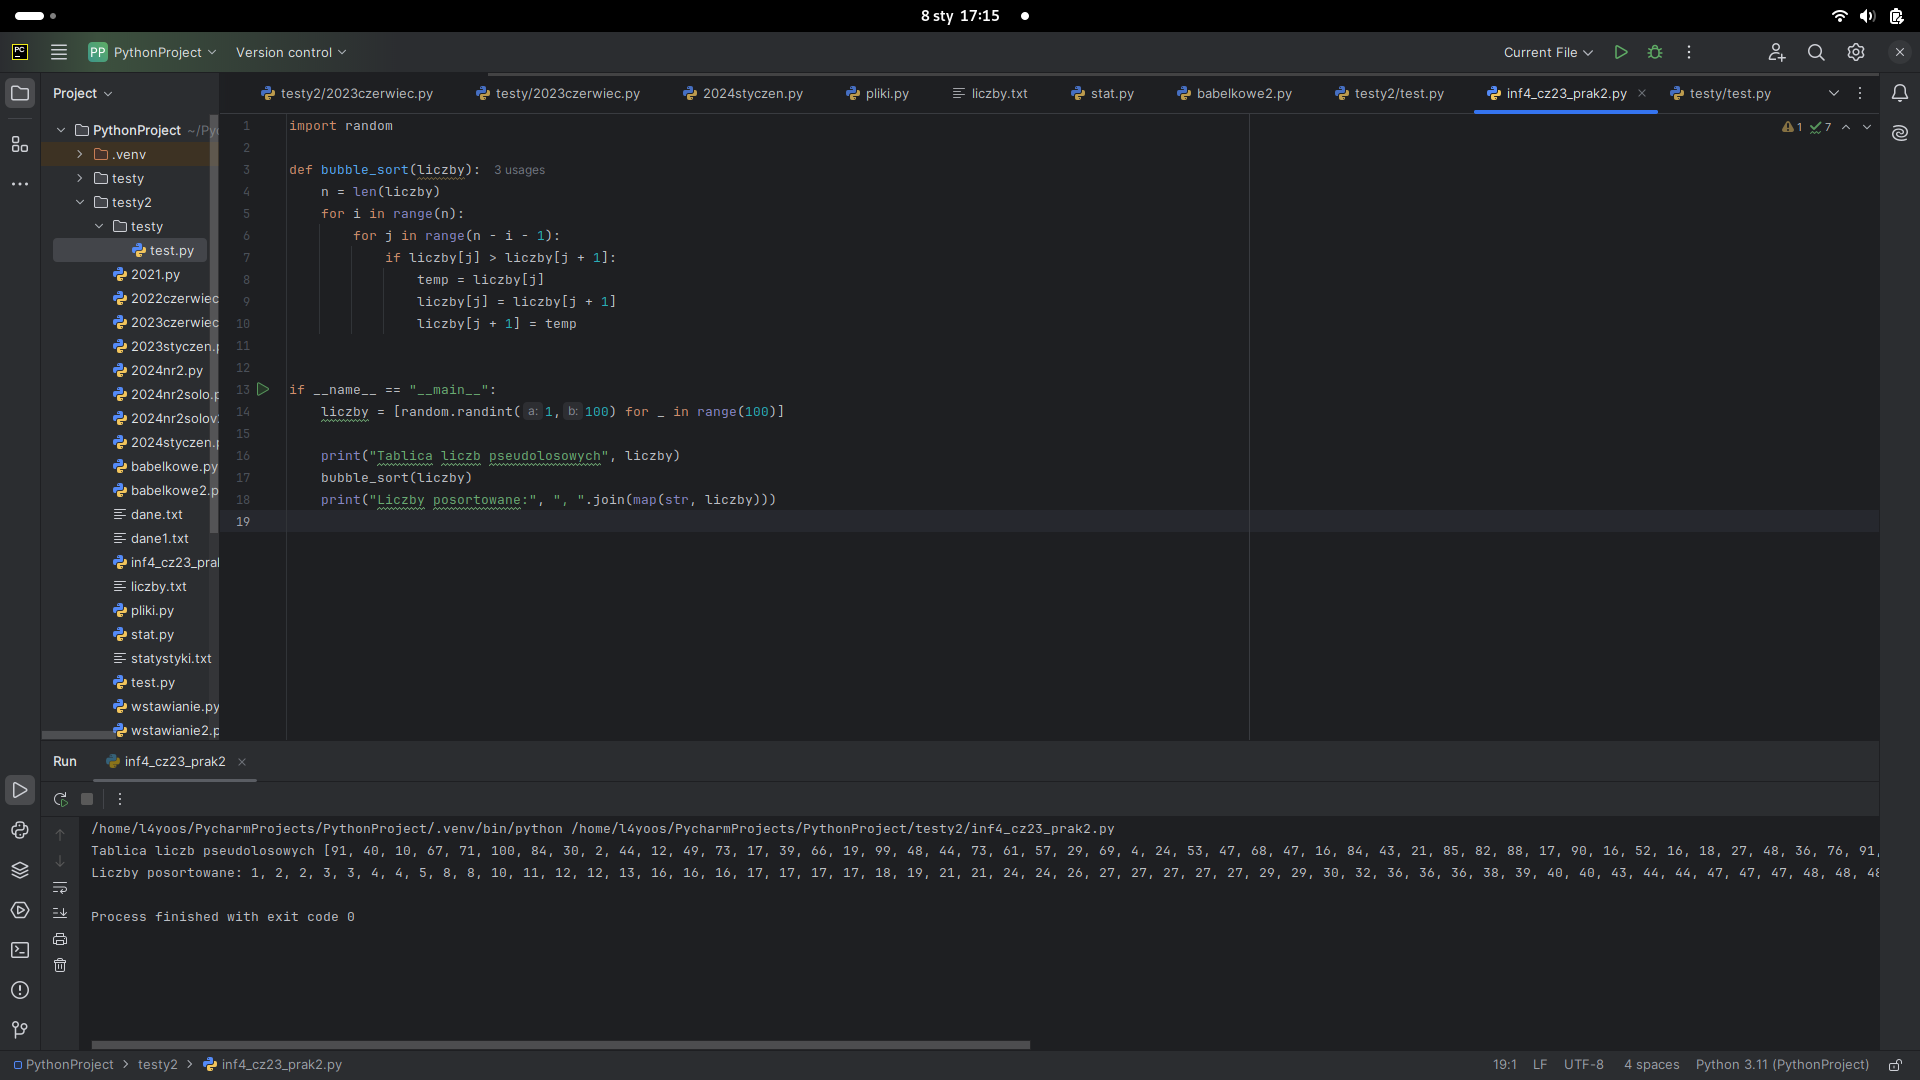 8 sty 17:15
PC PP PythonProject Version control Current File
Project
testy2/2023czerwiec.py testy/2023czerwiec.py 2024styczen.py pliki.py liczby.txt stat.py babelkowe2.py testy2/test.py inf4_cz23_prak2.py testy/test.py
PythonProject ~/Pyc
.venv
testy
testy2
testy
test.py
2021.py
2022czerwiec
2023czerwiec
2023styczen.p
2024nr2.py
2024nr2solo.p
2024nr2solov
2024styczen.p
babelkowe.py
babelkowe2.p
dane.txt
dane1.txt
inf4_cz23_pra
liczby.txt
pliki.py
stat.py
statystyki.txt
test.py
wstawianie.py
wstawianie2.p
1 import random
2
3 def bubble_sort(liczby): 3 usages
4 n = len(liczby)
5 for i in range(n):
6 for j in range(n - i - 1):
7 if liczby[j] > liczby[j + 1]:
8 temp = liczby[j]
9 liczby[j] = liczby[j + 1]
10 liczby[j + 1] = temp
11
12
13 if __name__ == "__main__":
14 liczby = [random.randint( a: 1, b: 100) for _ in range(100)]
15
16 print("Tablica liczb pseudolosowych", liczby)
17 bubble_sort(liczby)
18 print("Liczby posortowane:", ", ".join(map(str, liczby)))
19
1 7
Run inf4_cz23_prak2
/home/l4yoos/PycharmProjects/PythonProject/.venv/bin/python /home/l4yoos/PycharmProjects/PythonProject/testy2/inf4_cz23_prak2.py
Tablica liczb pseudolosowych [91, 40, 10, 67, 71, 100, 84, 30, 2, 44, 12, 49, 73, 17, 39, 66, 19, 99, 48, 44, 73, 61, 57, 29, 69, 4, 24, 53, 47, 68, 47, 16, 84, 43, 21, 85, 82, 88, 17, 90, 16, 52, 16, 18, 27, 48, 36, 76, 91,
Liczby posortowane: 1, 2, 2, 3, 3, 4, 4, 5, 8, 8, 10, 11, 12, 12, 13, 16, 16, 16, 17, 17, 17, 17, 18, 19, 21, 21, 24, 24, 26, 27, 27, 27, 27, 27, 29, 29, 30, 32, 36, 36, 36, 38, 39, 40, 40, 43, 44, 44, 47, 47, 47, 48, 48, 48
Process finished with exit code 0
PythonProject testy2 inf4_cz23_prak2.py 19:1 LF UTF-8 4 spaces Python 3.11 (PythonProject)